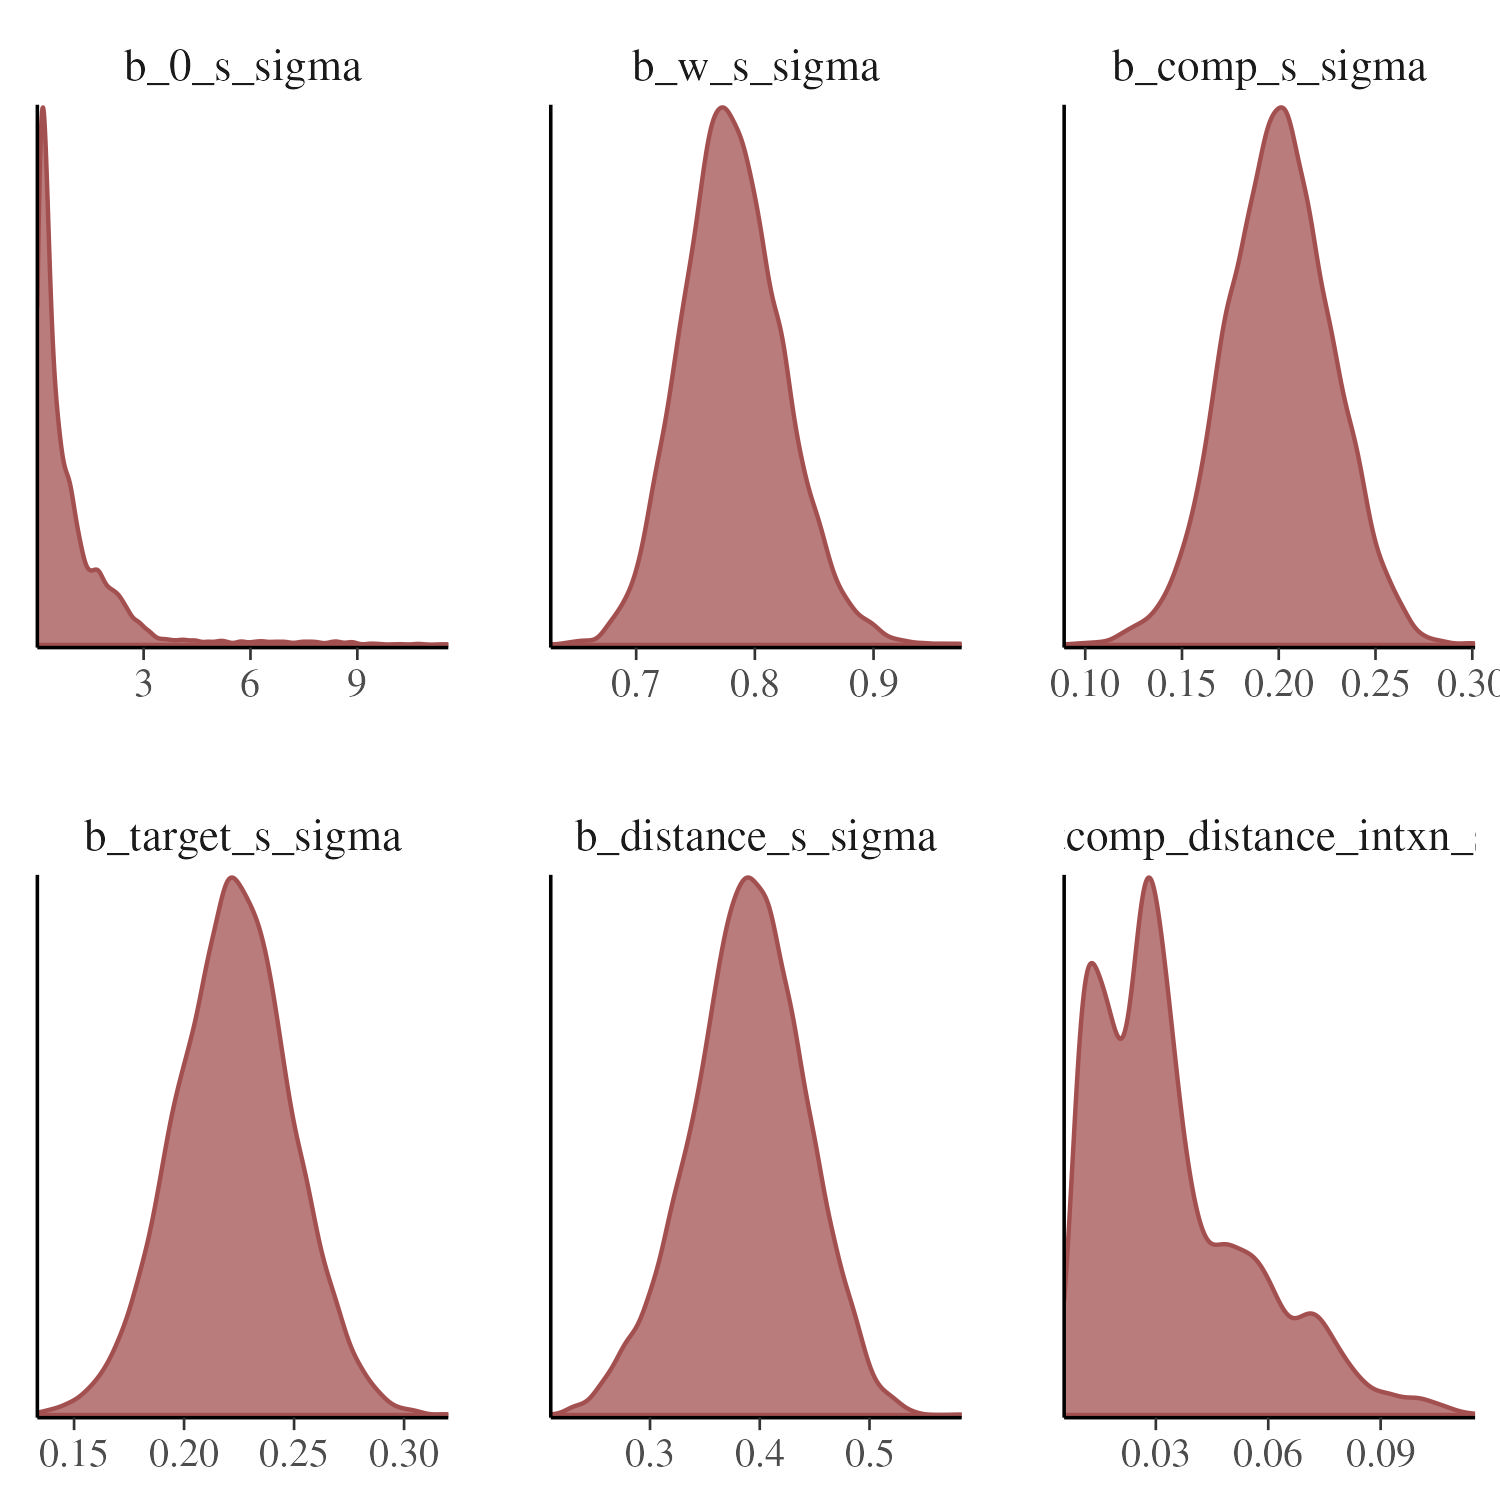 b_0_s_sigma b_w_s_sigma b_comp_s_sigma
3 6 9 0.7 0.8 0.9 0.10 0.15 0.20 0.25 0.30
b_target_s_sigma b_distance_s_sigma comp_distance_intxn_
0.15 0.20 0.25 0.30 0.3 0.4 0.5 0.03 0.06 0.09